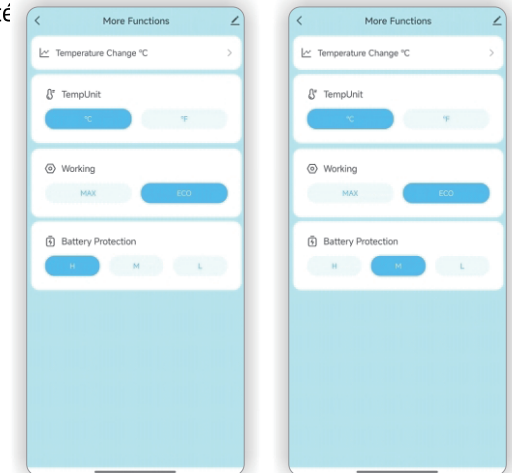 té
More Functions
Temperature Change °C
TempUnit
°C °F
Working
MAX ECO
Battery Protection
H M L
More Functions
Temperature Change °C
TempUnit
°C °F
Working
MAX ECO
Battery Protection
H M L